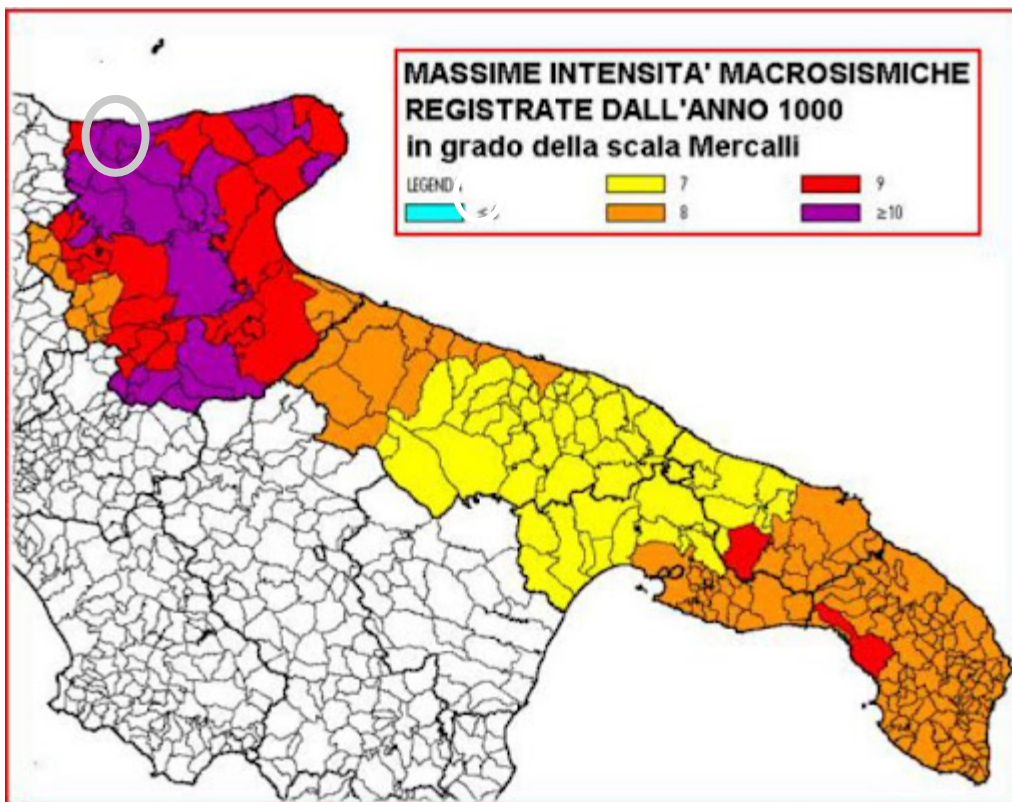 MASSIME INTENSITA' MACROSISMICHE
REGISTRATE DALL'ANNO 1000
in grado della scala Mercalli
7
9
8
≥10